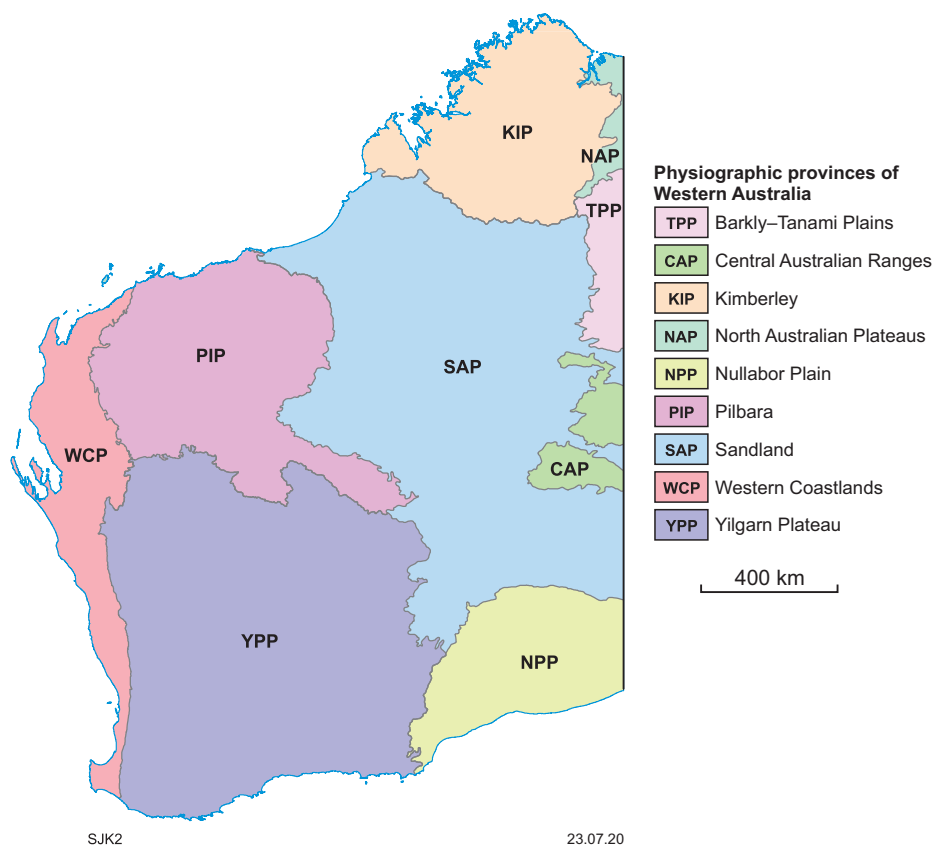 KIP
NAP
TPP
PIP
SAP
WCP
CAP
YPP
NPP
Physiographic provinces of
Western Australia
TPP Barkly–Tanami Plains
CAP Central Australian Ranges
KIP Kimberley
NAP North Australian Plateaus
NPP Nullabor Plain
PIP Pilbara
SAP Sandland
WCP Western Coastlands
YPP Yilgarn Plateau
400 km
SJK2
23.07.20